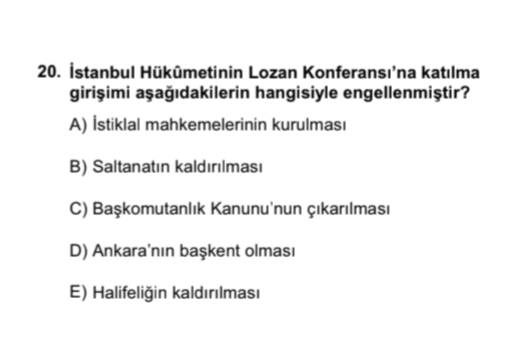 20. İstanbul Hükûmetinin Lozan Konferansı'na katılma
girişimi aşağıdakilerin hangisiyle engellenmiştir?
A) İstiklal mahkemelerinin kurulması
B) Saltanatın kaldırılması
C) Başkomutanlık Kanunu'nun çıkarılması
D) Ankara'nın başkent olması
E) Halifeliğin kaldırılması